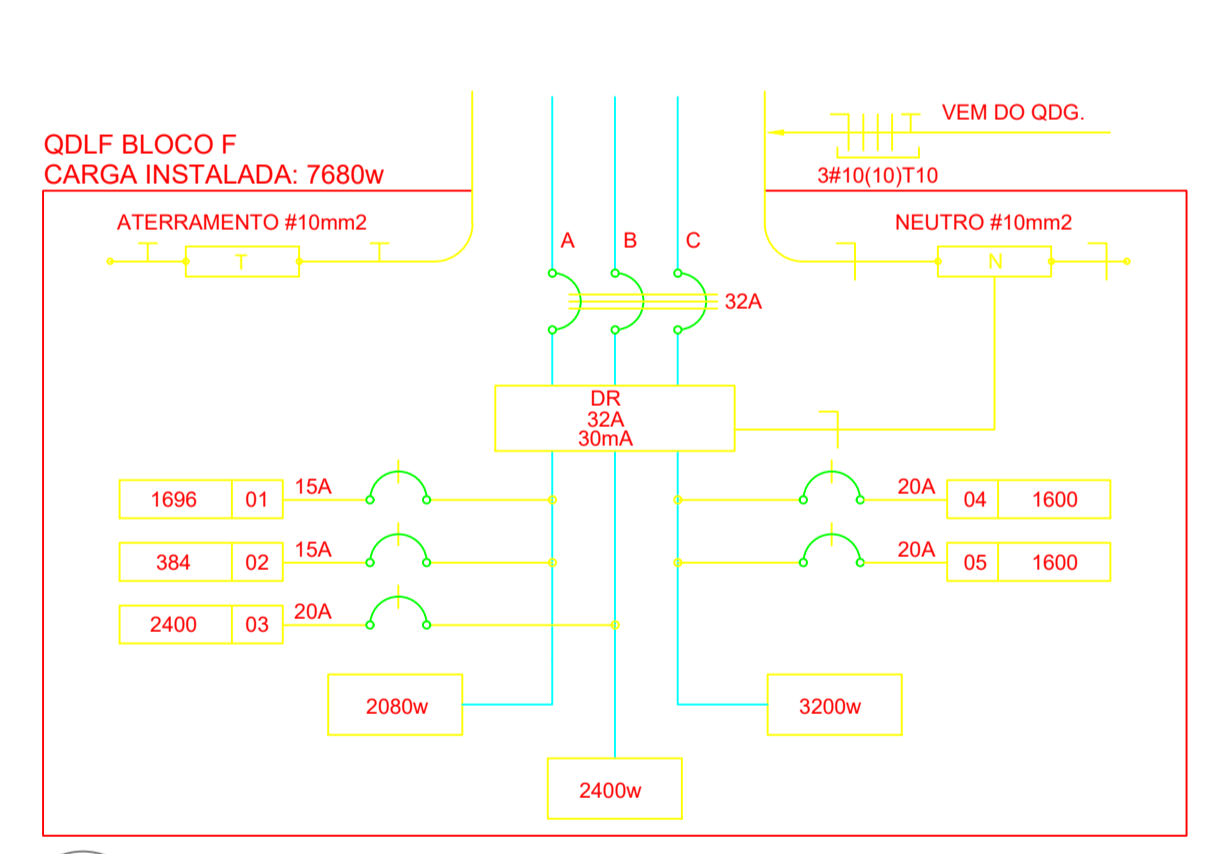 VEM DO QDG.
QDLF BLOCO F
CARGA INSTALADA: 7680w
3#10(10)T10
ATERRAMENTO #10mm2
NEUTRO #10mm2
T
A
B
C
N
32A
DR
32A
30mA
1696 01 15A
20A 04 1600
384 02 15A
20A 05 1600
2400 03 20A
2080w
3200w
2400w